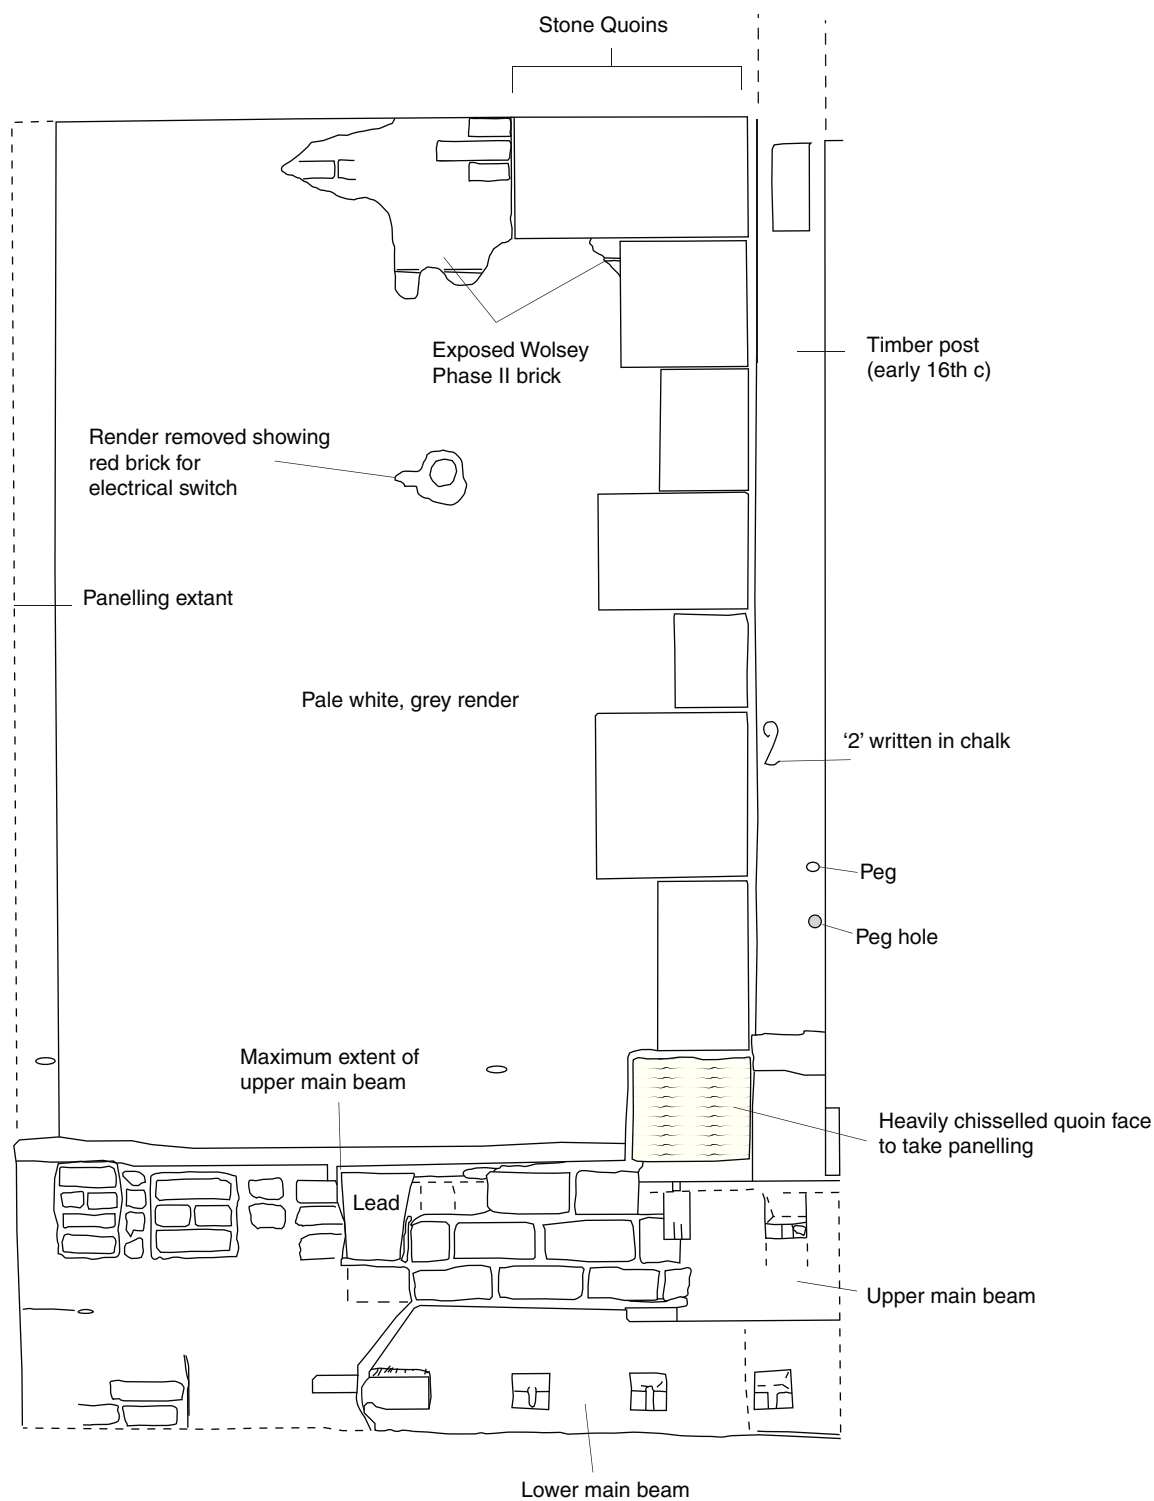 Stone Quoins
Exposed Wolsey
Phase II brick
Timber post
(early 16th c)
Render removed showing
red brick for
electrical switch
Panelling extant
Pale white, grey render
‘2’ written in chalk
Peg
Peg hole
Maximum extent of
upper main beam
Heavily chisselled quoin face
to take panelling
Lead
Upper main beam
Lower main beam